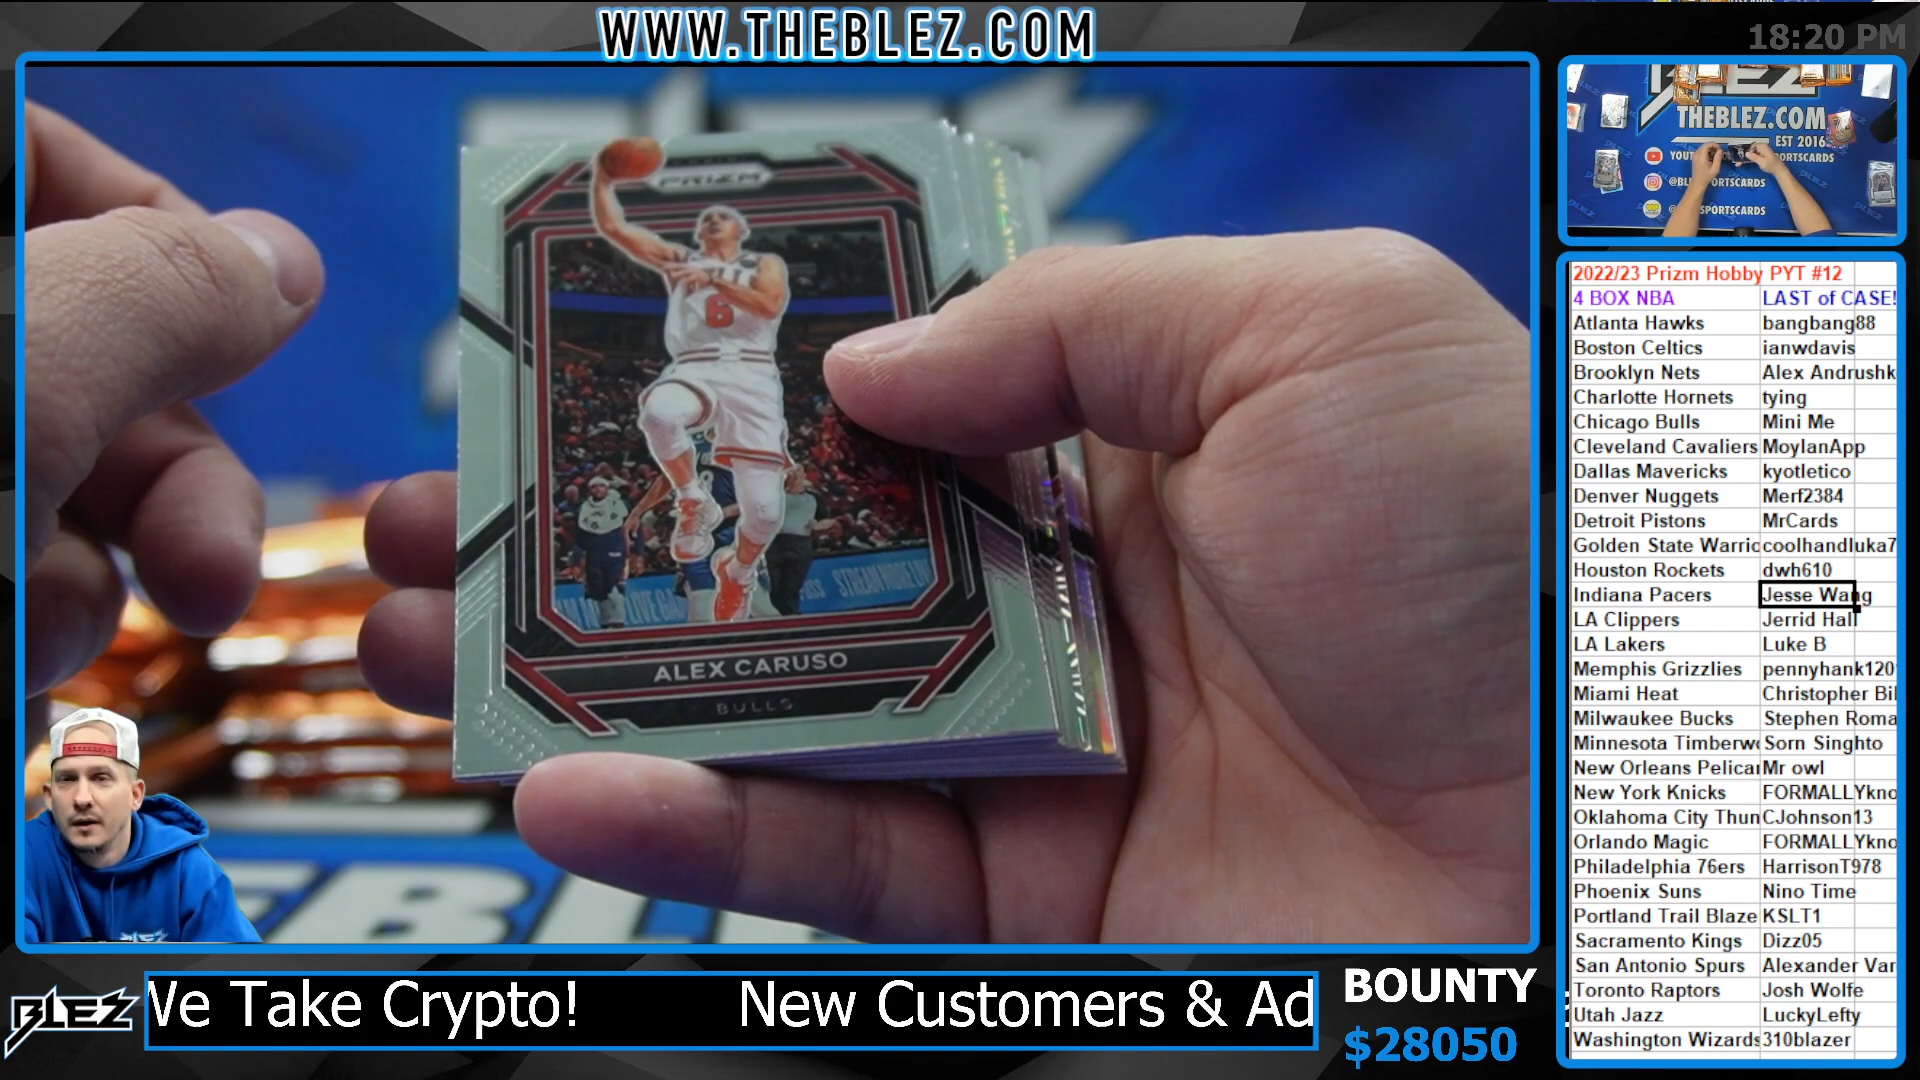 WWW.THEBLEZ.COM
18:20 PM
PRIZM
6
ALEX CARUSO
BULLS
THEBLEZ.COM
EST 2016
2022/23 Prizm Hobby PYT #12
4 BOX NBA LAST of CASE!
Atlanta Hawks bangbang88
Boston Celtics ianwdavis
Brooklyn Nets Alex Andrushk
Charlotte Hornets tying
Chicago Bulls Mini Me
Cleveland Cavaliers MoylanApp
Dallas Mavericks kyotletico
Denver Nuggets Merf2384
Detroit Pistons MrCards
Golden State Warric coolhandluka7
Houston Rockets dwh610
Indiana Pacers Jesse Wang
LA Clippers Jerrid Hall
LA Lakers Luke B
Memphis Grizzlies pennyhank120
Miami Heat Christopher Bil
Milwaukee Bucks Stephen Roma
Minnesota Timberwo Sorn Singhto
New Orleans Pelica Mr owl
New York Knicks FORMALLYkno
Oklahoma City Thun CJohnson13
Orlando Magic FORMALLYkno
Philadelphia 76ers HarrisonT978
Phoenix Suns Nino Time
Portland Trail Blaze KSLT1
Sacramento Kings Dizz05
San Antonio Spurs Alexander Var
Toronto Raptors Josh Wolfe
Utah Jazz LuckyLefty
Washington Wizards 310blazer
BLEZ
We Take Crypto! New Customers & Ad
BOUNTY
$28050